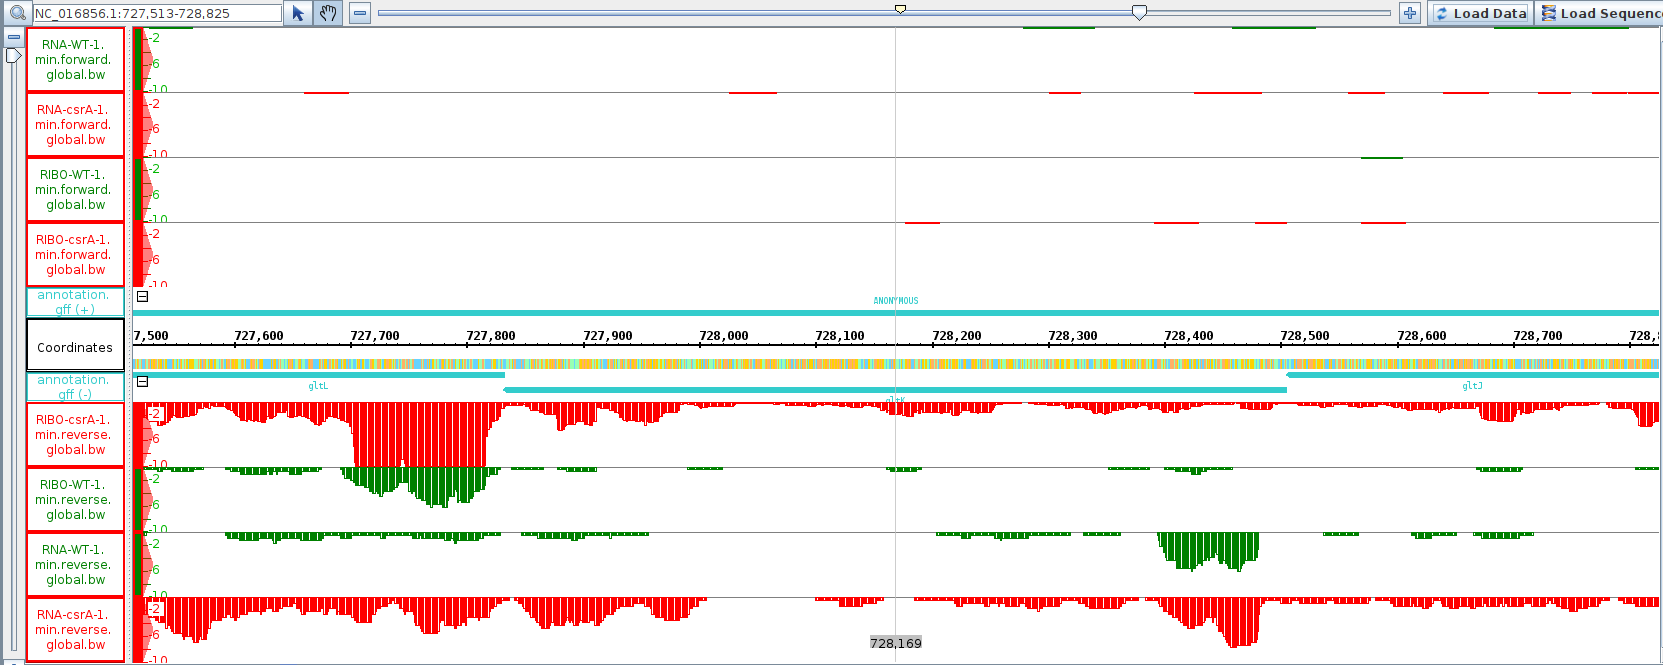 NC_016856.1:727,513-728,825
Load Data
Load Sequenc
RNA-WT-1.
min.forward.
global.bw
-2
-6
-10
RNA-csrA-1.
min.forward.
global.bw
-2
-6
-10
RIBO-WT-1.
min.forward.
global.bw
-2
-6
-10
RIBO-csrA-1.
min.forward.
global.bw
-2
-6
-10
annotation.
gff (+)
ANONYMOUS
Coordinates
7,500 727,600 727,700 727,800 727,900 728,000 728,100 728,200 728,300 728,400 728,500 728,600 728,700 728,8
annotation.
gff (-)
gltL
gltK
gltJ
RIBO-csrA-1.
min.reverse.
global.bw
-2
-6
-10
RIBO-WT-1.
min.reverse.
global.bw
-2
-6
-10
RNA-WT-1.
min.reverse.
global.bw
-2
-6
-10
RNA-csrA-1.
min.reverse.
global.bw
-2
-6
-10
728,169